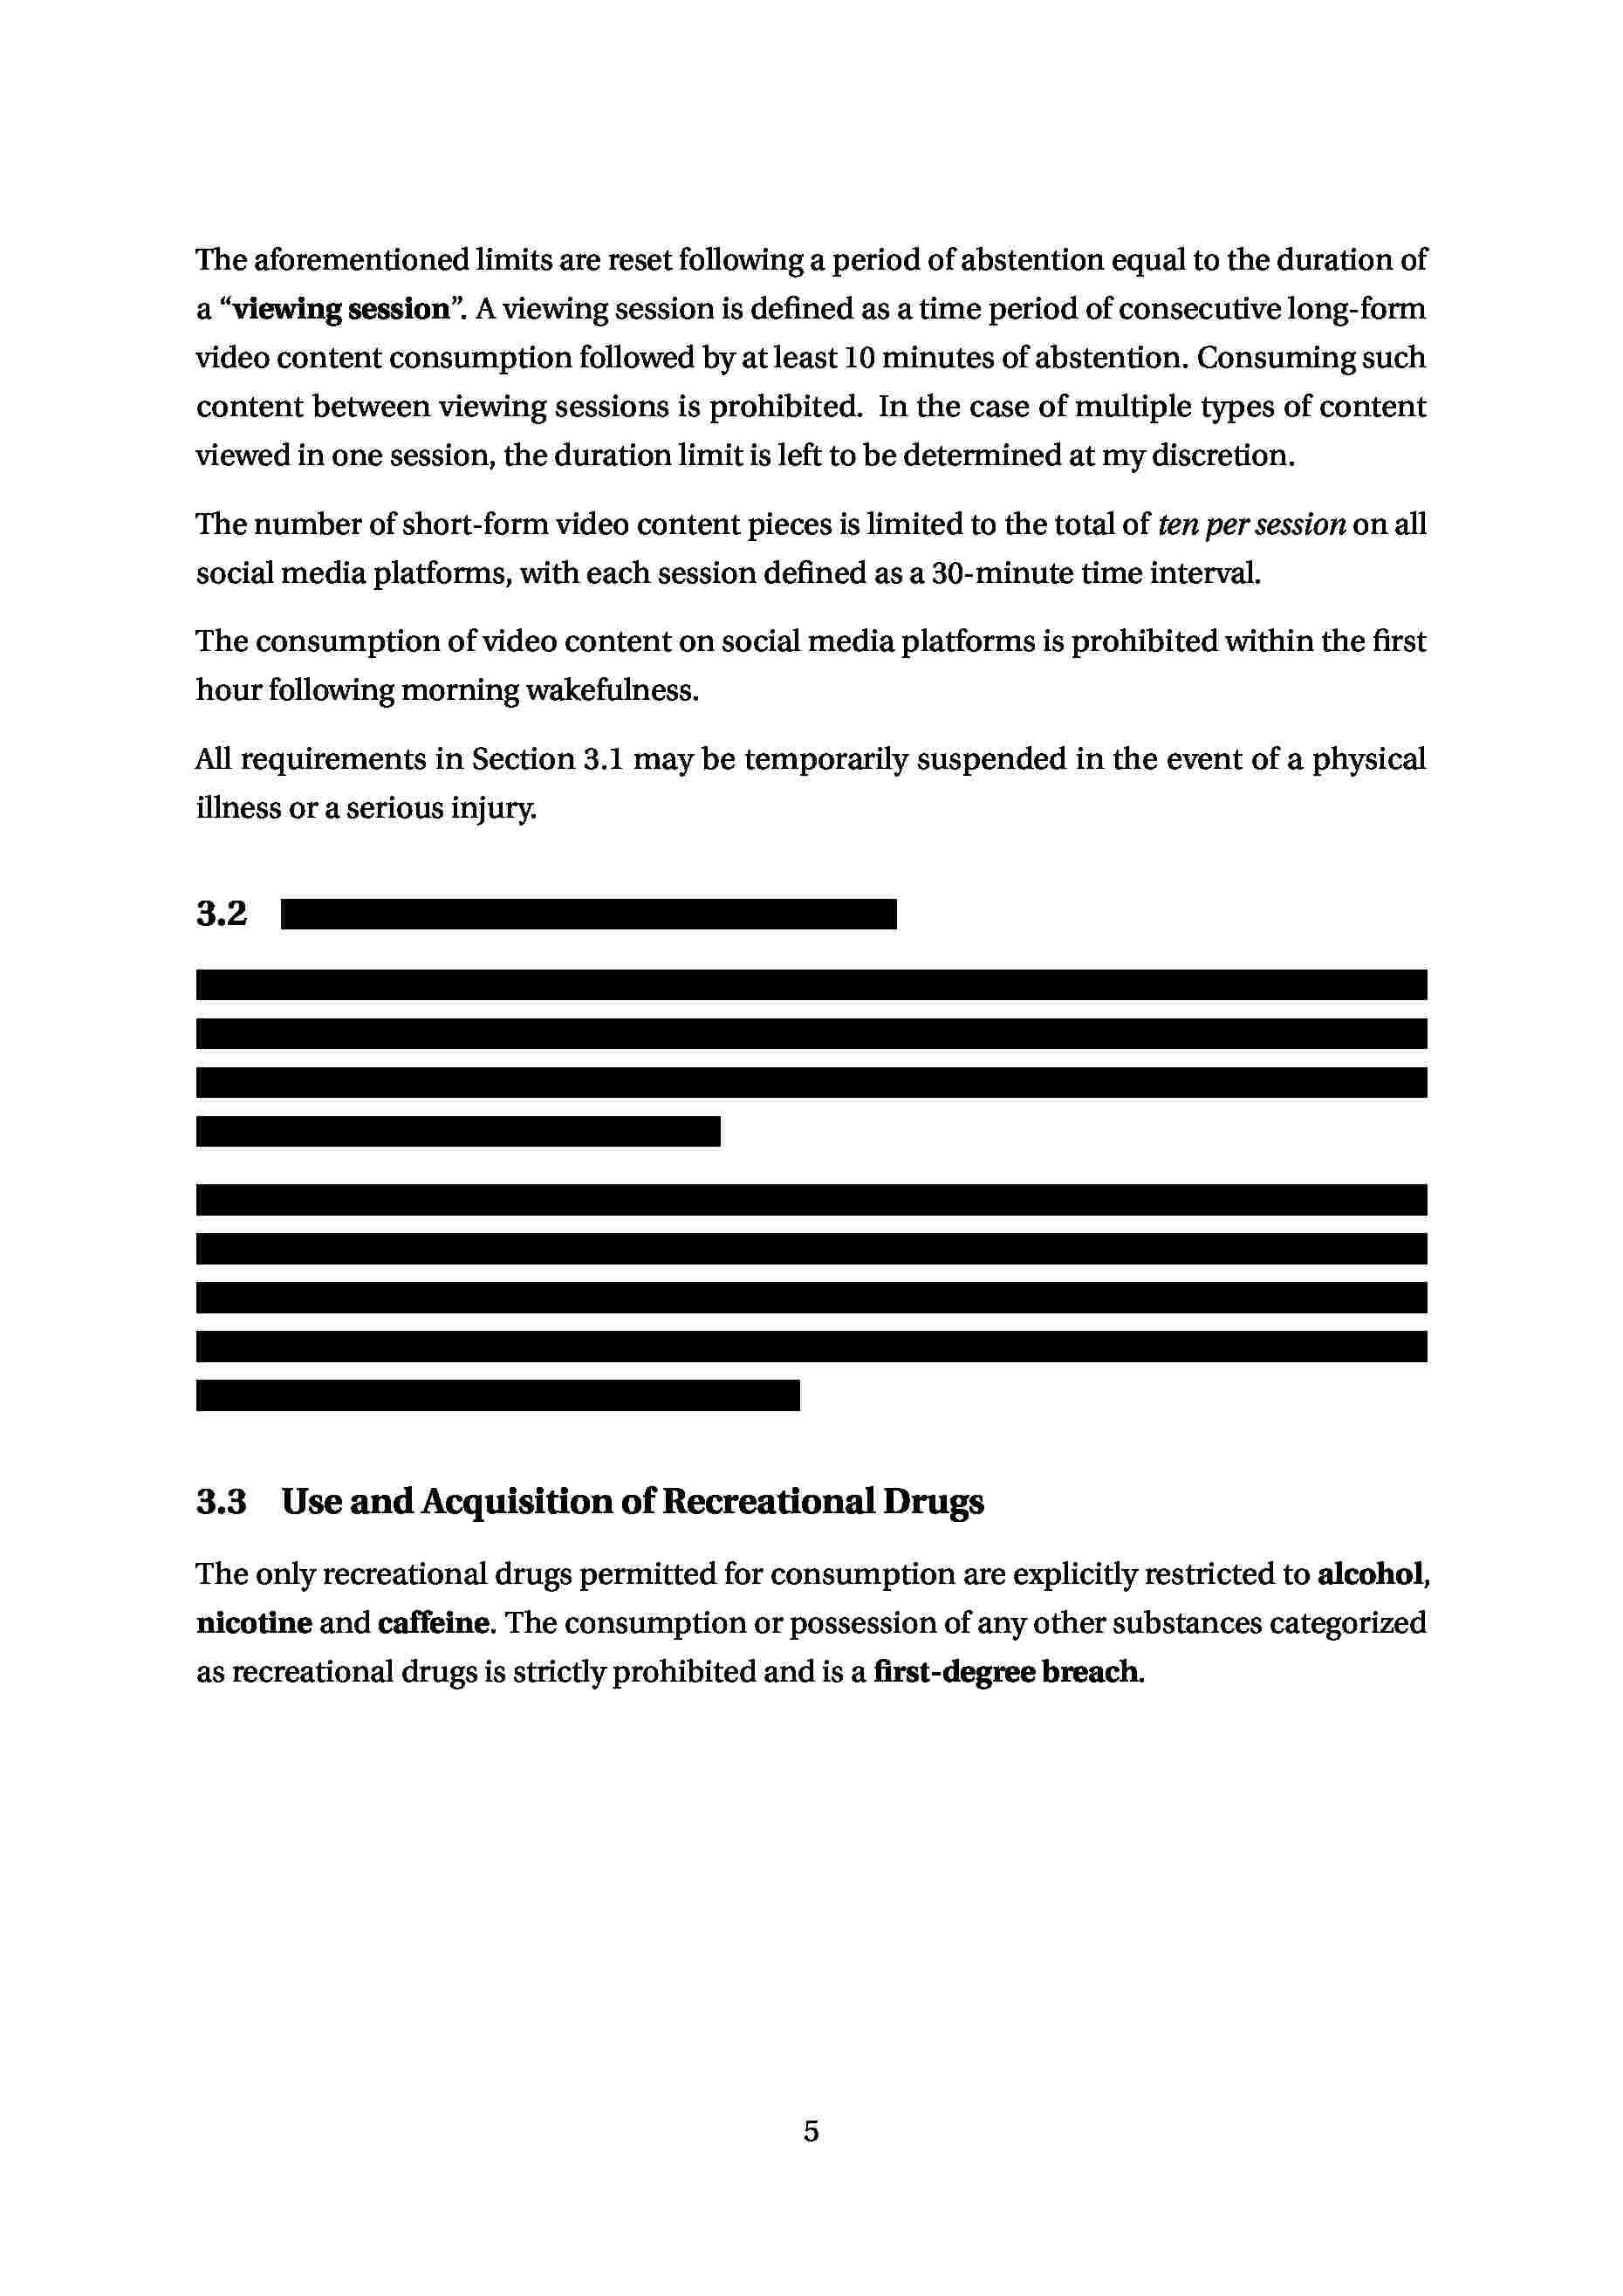 The aforementioned limits are reset following a period of abstention equal to the duration of
a “viewing session”. A viewing session is defined as a time period of consecutive long-form
video content consumption followed by at least 10 minutes of abstention. Consuming such
content between viewing sessions is prohibited. In the case of multiple types of content
viewed in one session, the duration limit is left to be determined at my discretion.
The number of short-form video content pieces is limited to the total of ten per session on all
social media platforms, with each session defined as a 30-minute time interval.
The consumption of video content on social media platforms is prohibited within the first
hour following morning wakefulness.
All requirements in Section 3.1 may be temporarily suspended in the event of a physical
illness or a serious injury.
3.2
3.3 Use and Acquisition of Recreational Drugs
The only recreational drugs permitted for consumption are explicitly restricted to alcohol,
nicotine and caffeine. The consumption or possession of any other substances categorized
as recreational drugs is strictly prohibited and is a first-degree breach.
5